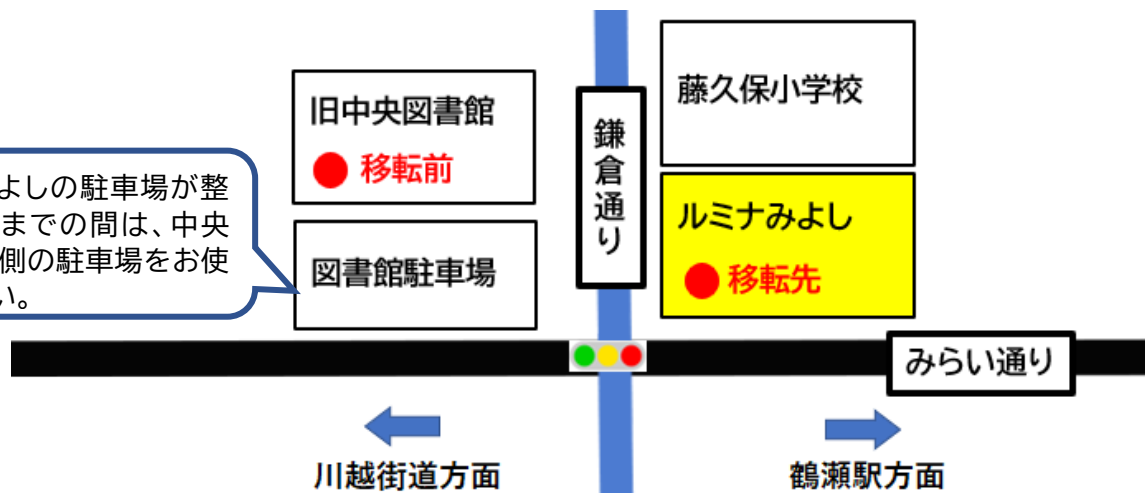 旧中央図書館
移転前
よしの駐車場が整
までの間は、中央
側の駐車場をお使
い。
図書館駐車場
鎌倉通り
藤久保小学校
ルミナみよし
移転先
みらい通り
川越街道方面
鶴瀬駅方面